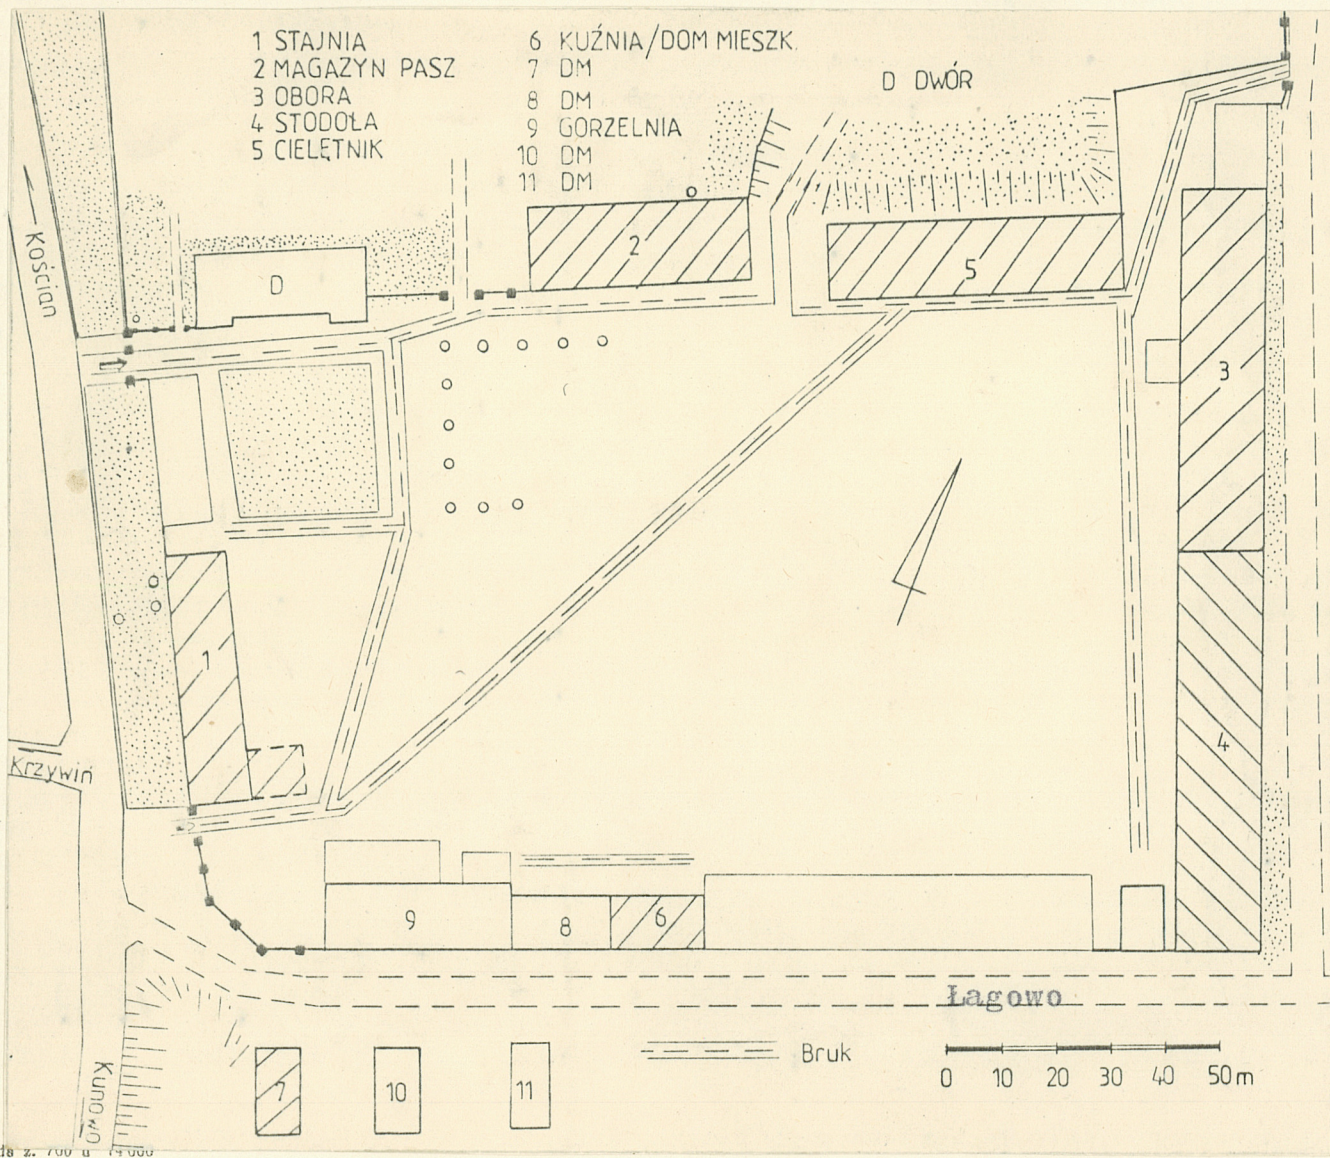 1 STAJNIA
2 MAGAZYN PASZ
3 OBORA
4 STODOŁA
5 CIELĘTNIK
6 KUŹNIA/DOM MIESZK.
7 DM
8 DM
9 GORZELNIA
10 DM
11 DM
D DWÓR
Kościan
D
2
5
3
1
4
Krzywiń
9
8
6
Łagowo
7
10
11
Bruk
0 10 20 30 40 50m
Kunowo